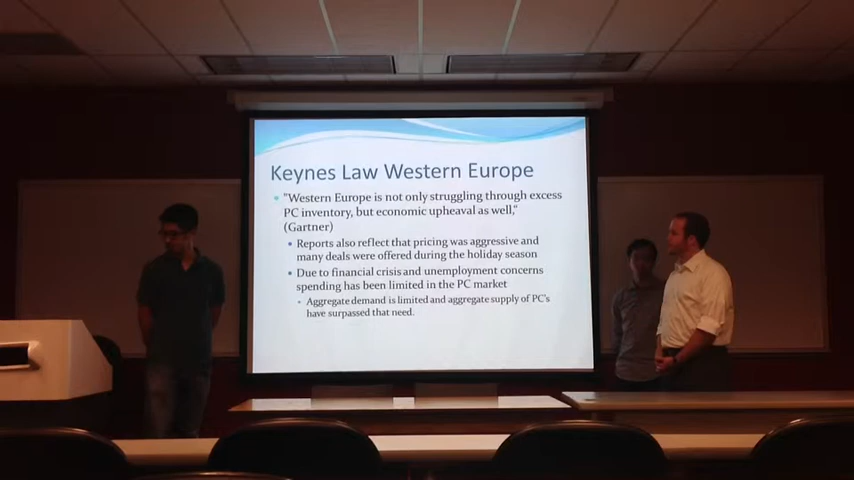 Keynes Law Western Europe
"Western Europe is not only struggling through excess
PC inventory, but economic upheaval as well,"
(Gartner)
Reports also reflect that pricing was aggressive and
many deals were offered during the holiday season
Due to financial crisis and unemployment concerns
spending has been limited in the PC market
Aggregate demand is limited and aggregate supply of PC's
have surpassed that need.